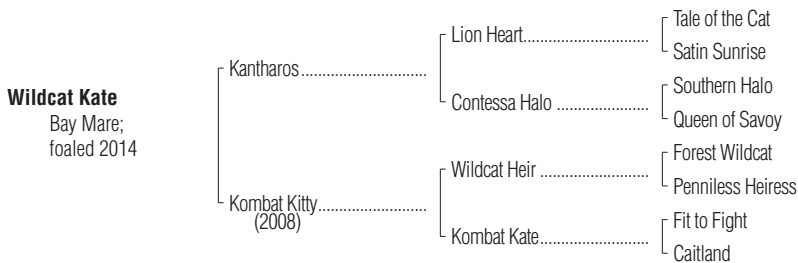 Wildcat Kate
Bay Mare;
foaled 2014
Kantharos
Kombat Kitty
(2008)
Lion Heart
Contessa Halo
Wildcat Heir
Kombat Kate
Tale of the Cat
Satin Sunrise
Southern Halo
Queen of Savoy
Forest Wildcat
Penniless Heiress
Fit to Fight
Caitland